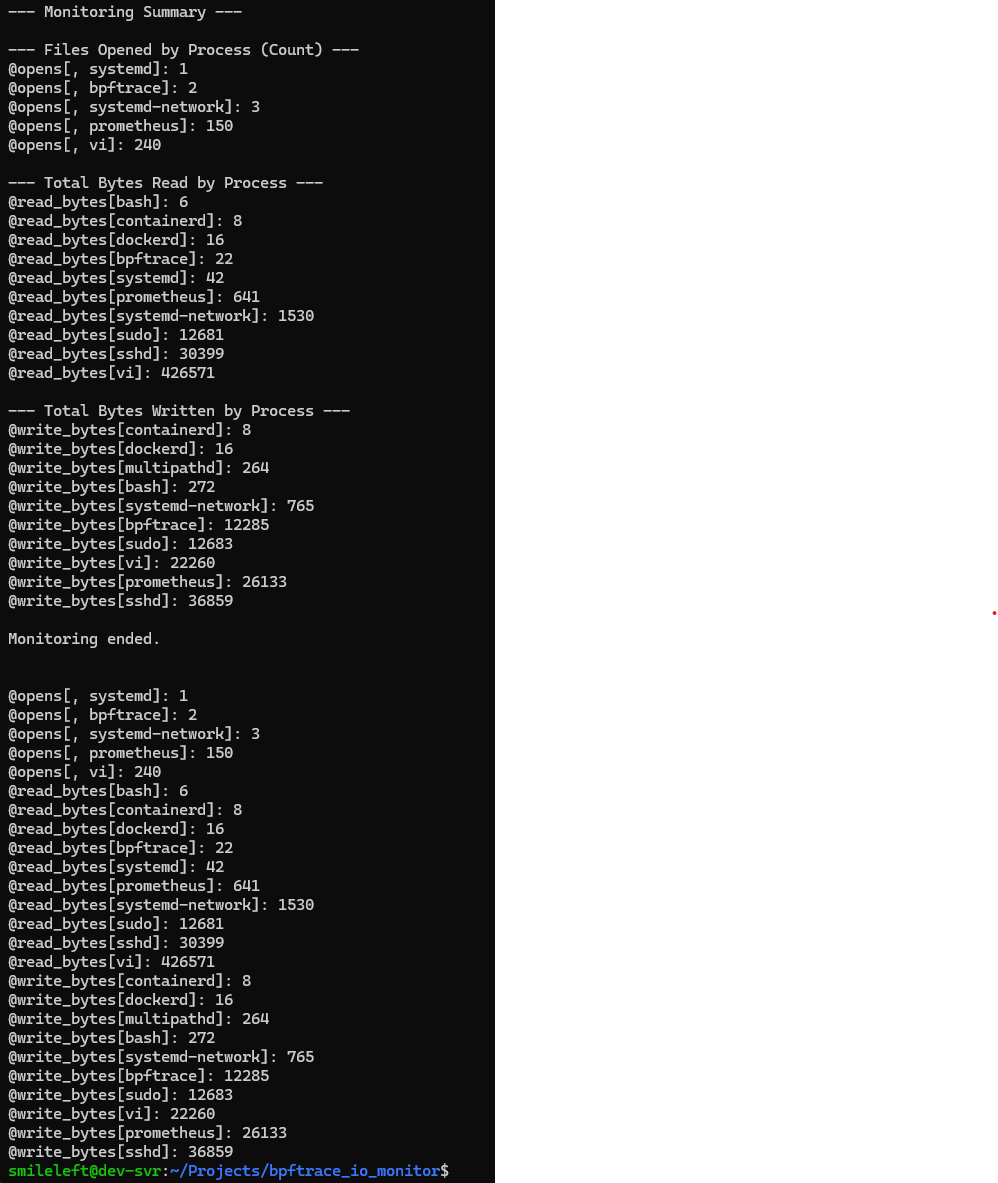 --- Monitoring Summary ---
--- Files Opened by Process (Count) ---
@opens[, systemd]: 1
@opens[, bpftrace]: 2
@opens[, systemd-network]: 3
@opens[, prometheus]: 150
@opens[, vi]: 240
--- Total Bytes Read by Process ---
@read_bytes[bash]: 6
@read_bytes[containerd]: 8
@read_bytes[dockerd]: 16
@read_bytes[bpftrace]: 22
@read_bytes[systemd]: 42
@read_bytes[prometheus]: 641
@read_bytes[systemd-network]: 1530
@read_bytes[sudo]: 12681
@read_bytes[sshd]: 30399
@read_bytes[vi]: 426571
--- Total Bytes Written by Process ---
@write_bytes[containerd]: 8
@write_bytes[dockerd]: 16
@write_bytes[multipathd]: 264
@write_bytes[bash]: 272
@write_bytes[systemd-network]: 765
@write_bytes[bpftrace]: 12285
@write_bytes[sudo]: 12683
@write_bytes[vi]: 22260
@write_bytes[prometheus]: 26133
@write_bytes[sshd]: 36859
Monitoring ended.
@opens[, systemd]: 1
@opens[, bpftrace]: 2
@opens[, systemd-network]: 3
@opens[, prometheus]: 150
@opens[, vi]: 240
@read_bytes[bash]: 6
@read_bytes[containerd]: 8
@read_bytes[dockerd]: 16
@read_bytes[bpftrace]: 22
@read_bytes[systemd]: 42
@read_bytes[prometheus]: 641
@read_bytes[systemd-network]: 1530
@read_bytes[sudo]: 12681
@read_bytes[sshd]: 30399
@read_bytes[vi]: 426571
@write_bytes[containerd]: 8
@write_bytes[dockerd]: 16
@write_bytes[multipathd]: 264
@write_bytes[bash]: 272
@write_bytes[systemd-network]: 765
@write_bytes[bpftrace]: 12285
@write_bytes[sudo]: 12683
@write_bytes[vi]: 22260
@write_bytes[prometheus]: 26133
@write_bytes[sshd]: 36859
smileleft@dev-svr:~/Projects/bpftrace_io_monitor$